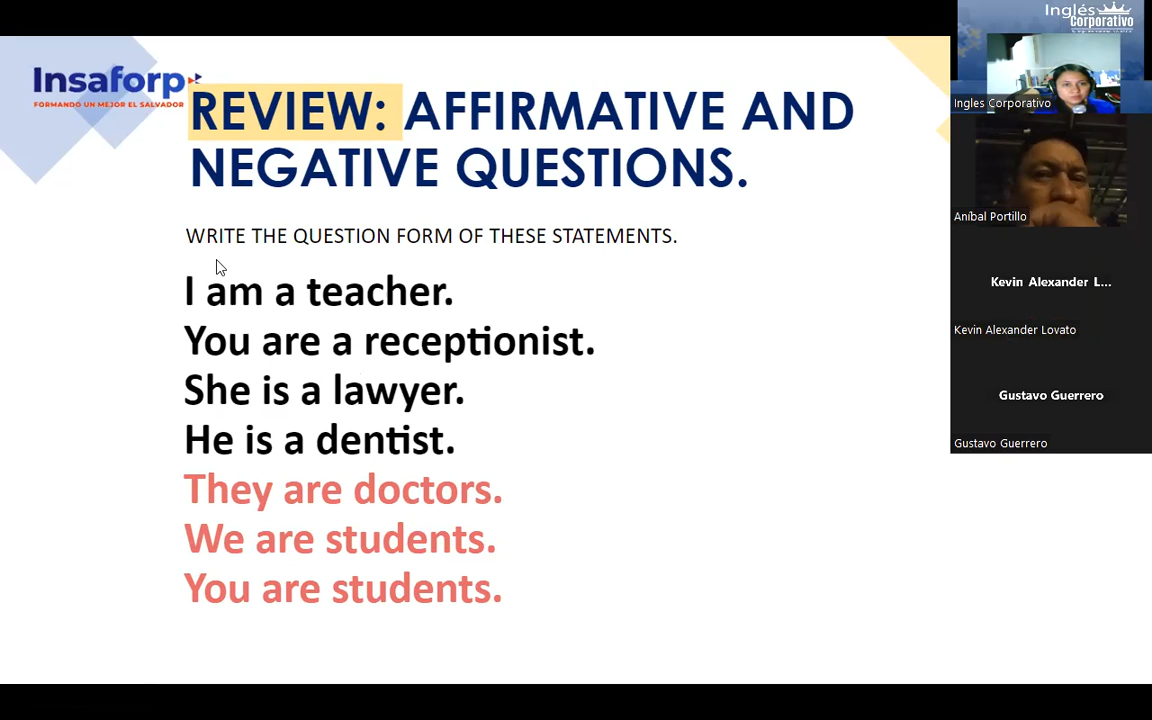 Insaforp
FORMANDO UN MEJOR EL SALVADOR
REVIEW: AFFIRMATIVE AND
NEGATIVE QUESTIONS.
WRITE THE QUESTION FORM OF THESE STATEMENTS.
I am a teacher.
You are a receptionist.
She is a lawyer.
He is a dentist.
They are doctors.
We are students.
You are students.
Inglés
Corporativo
Ingles Corporativo
Aníbal Portillo
Kevin Alexander L...
Kevin Alexander Lovato
Gustavo Guerrero
Gustavo Guerrero